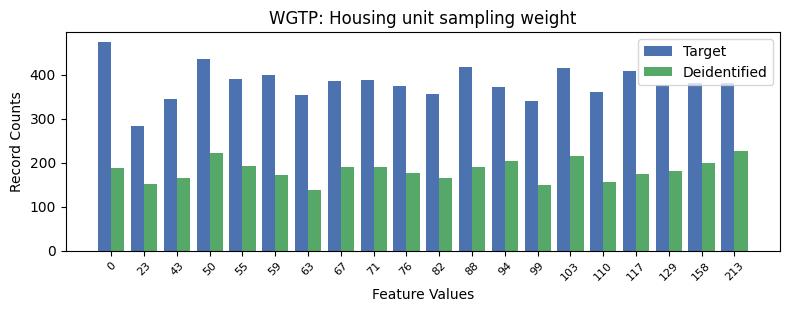 WGTP: Housing unit sampling weight
Record Counts
400
300
200
100
0
Target
Deidentified
0 23 43 50 55 59 63 67 71 76 82 88 94 99 103 110 117 129 158 213
Feature Values